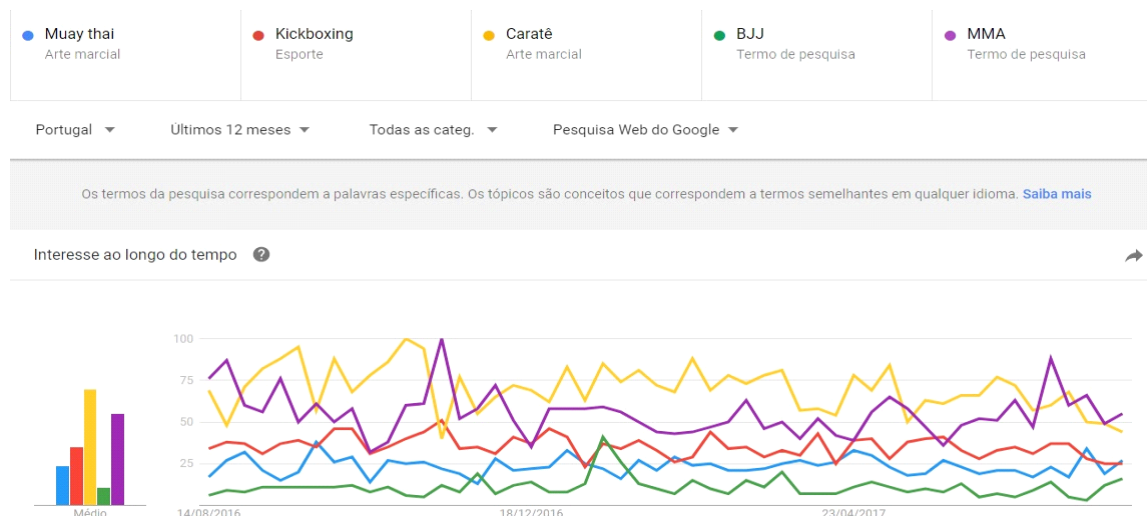 Muay thai
Arte marcial
Kickboxing
Esporte
Caratê
Arte marcial
BJJ
Termo de pesquisa
MMA
Termo de pesquisa
Portugal
Últimos 12 meses
Todas as categ.
Pesquisa Web do Google
Os termos da pesquisa correspondem a palavras específicas. Os tópicos são conceitos que correspondem a termos semelhantes em qualquer idioma. Saiba mais
Interesse ao longo do tempo ?
100
75
50
25
Médio
14/08/2016
18/12/2016
23/04/2017